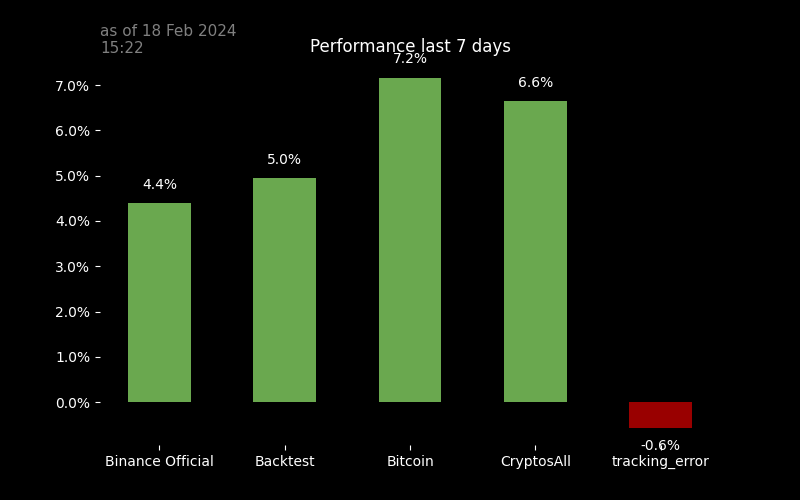 as of 18 Feb 2024
15:22
Performance last 7 days
7.2%
7.0%
6.6%
6.0%
5.0%
5.0%
4.4%
4.0%
3.0%
2.0%
1.0%
0.0%
-0.6%
Binance Official
Backtest
Bitcoin
CryptosAll
tracking_error